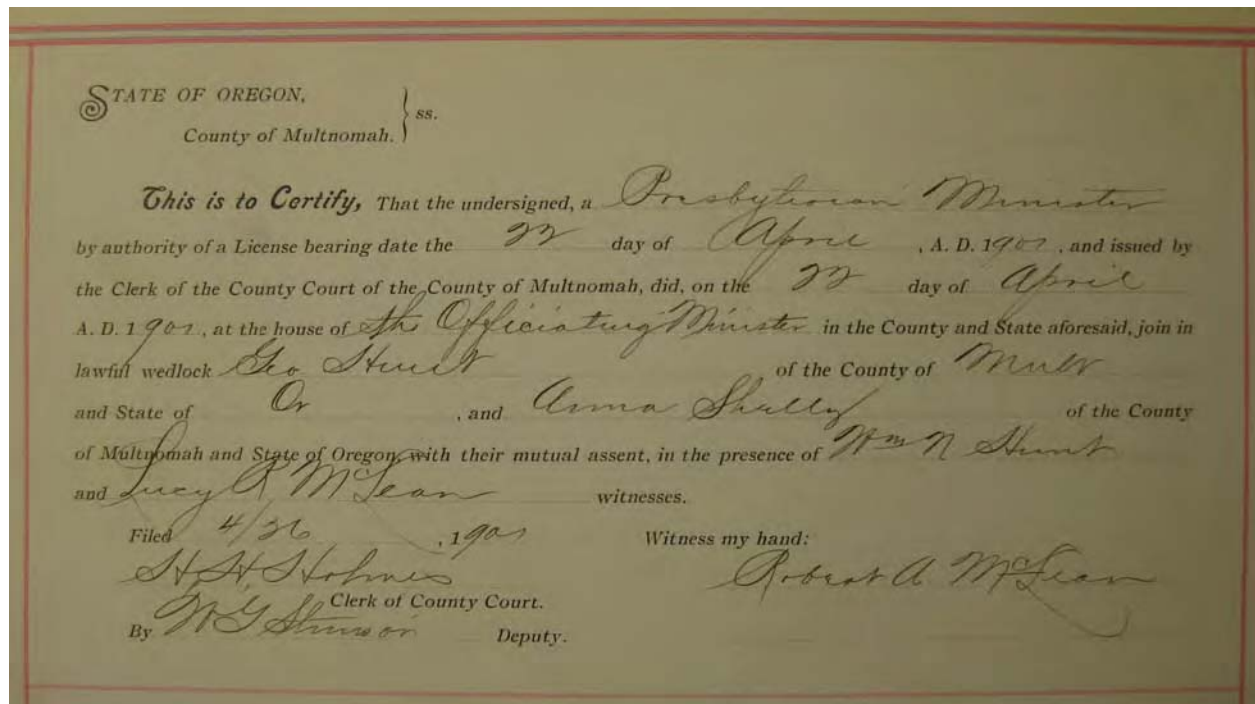 STATE OF OREGON,
County of Multnomah. } ss.
This is to Certify, That the undersigned, a Presbyterian Minister
by authority of a License bearing date the 22 day of April , A. D. 1901 , and issued by
the Clerk of the County Court of the County of Multnomah, did, on the 22 day of April
A. D. 1901 , at the house of the Officiating Minister in the County and State aforesaid, join in
lawful wedlock Geo Hunt , of the County of Mult
and State of Or , and Anna Shelly of the County
of Multnomah and State of Oregon, with their mutual assent, in the presence of Wm N Hunt
and Lucy R McLean witnesses.
Filed 4/26 , 1901 Witness my hand:
H H Holmes Robert A McLean
Clerk of County Court.
By W G Stimson Deputy.